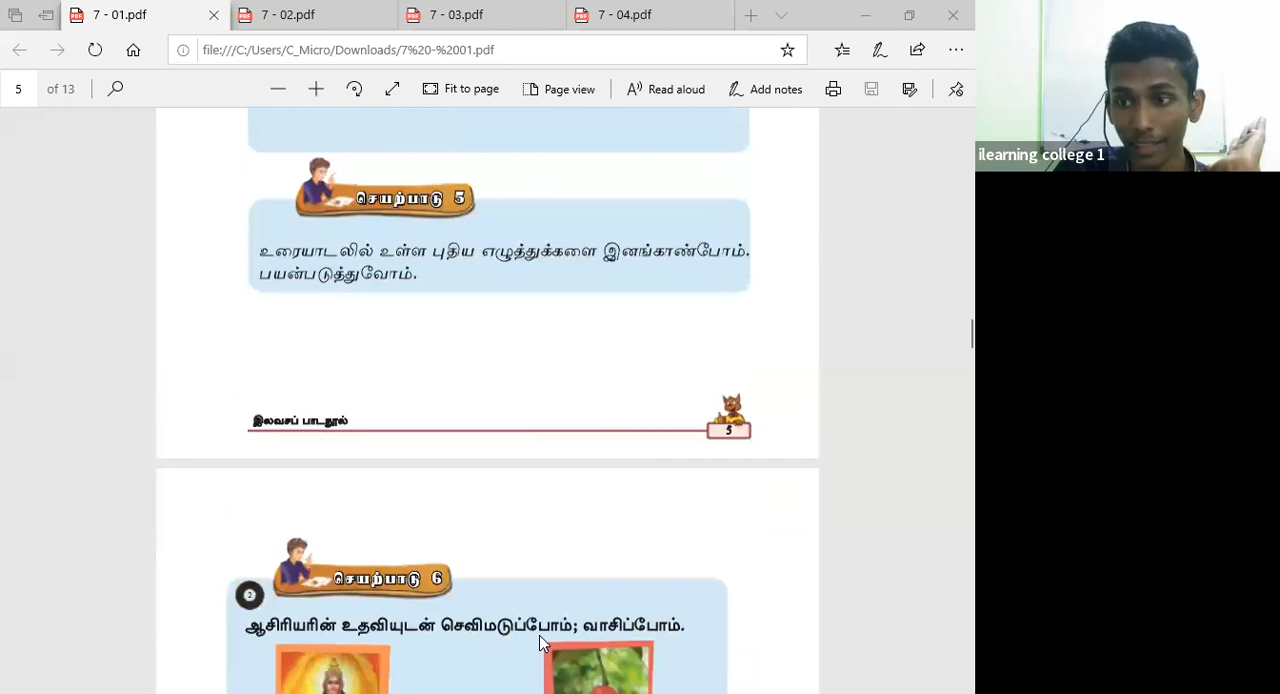 7 - 01.pdf
7 - 02.pdf
7 - 03.pdf
7 - 04.pdf
file:///C:/Users/C_Micro/Downloads/7%20-%2001.pdf
5 of 13
Fit to page
Page view
Read aloud
Add notes
ilearning college 1
செயற்பாடு 5
உரையாடலில் உள்ள புதிய எழுத்துக்களை இனங்காண்போம்.
பயன்படுத்துவோம்.
இலவசப் பாடநூல்
5
செயற்பாடு 6
2
ஆசிரியரின் உதவியுடன் செவிமடுப்போம்; வாசிப்போம்.